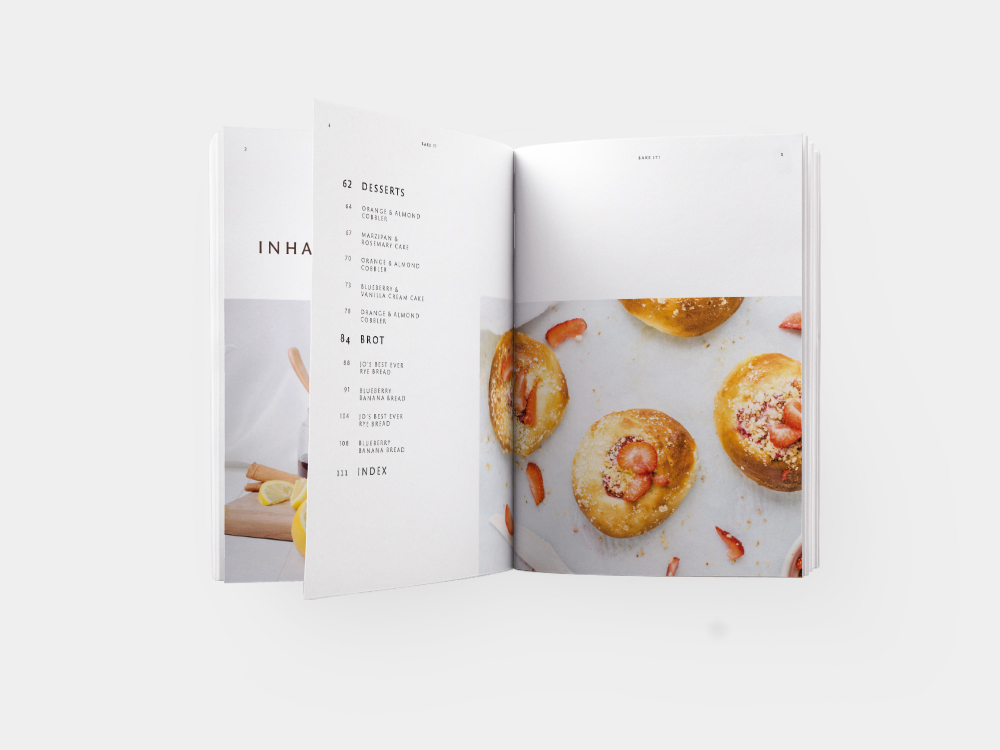 3
INHA
4
BAKE IT
62 DESSERTS
64 ORANGE & ALMOND
COBBLER
67 MARZIPAN &
ROSEMARY CAKE
70 ORANGE & ALMOND
COBBLER
73 BLUEBERRY &
VANILLA CREAM CAKE
78 ORANGE & ALMOND
COBBLER
84 BROT
88 JO'S BEST EVER
RYE BREAD
91 BLUEBERRY
BANANA BREAD
104 JO'S BEST EVER
RYE BREAD
108 BLUEBERRY
BANANA BREAD
111 INDEX
BAKE IT!
5